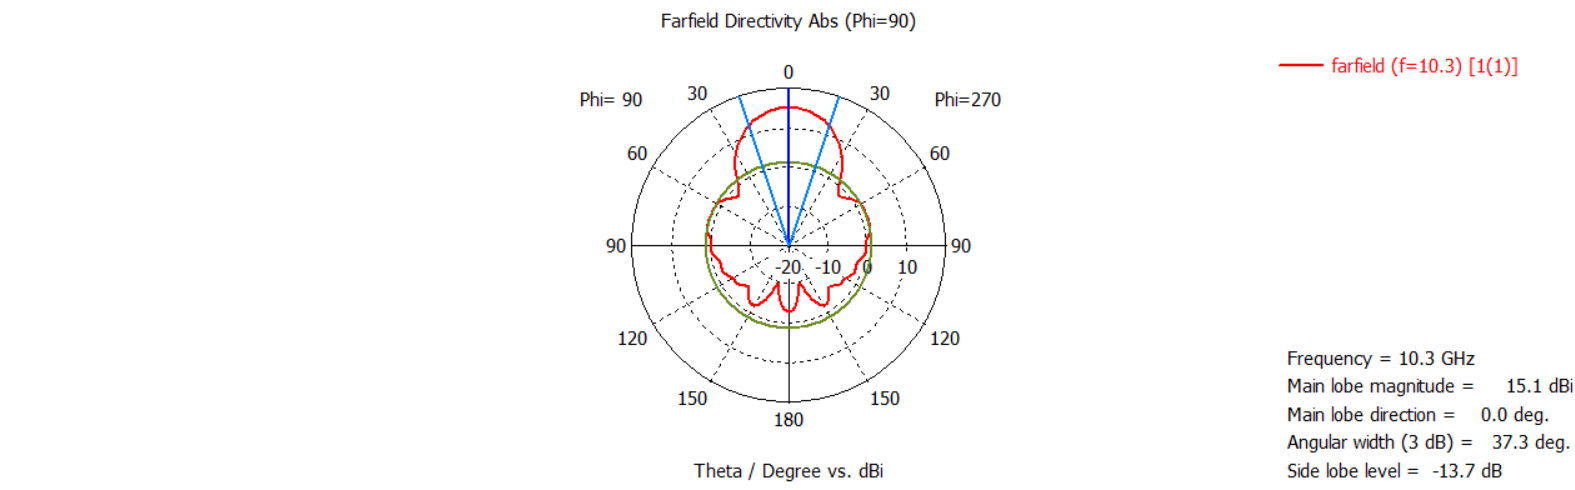 Farfield Directivity Abs (Phi=90)
farfield (f=10.3) [1(1)]
0
Phi= 90
30
30
Phi=270
60
60
90
90
-20 -10 0 10
120
120
150
150
180
Theta / Degree vs. dBi
Frequency = 10.3 GHz
Main lobe magnitude = 15.1 dBi
Main lobe direction = 0.0 deg.
Angular width (3 dB) = 37.3 deg.
Side lobe level = -13.7 dB